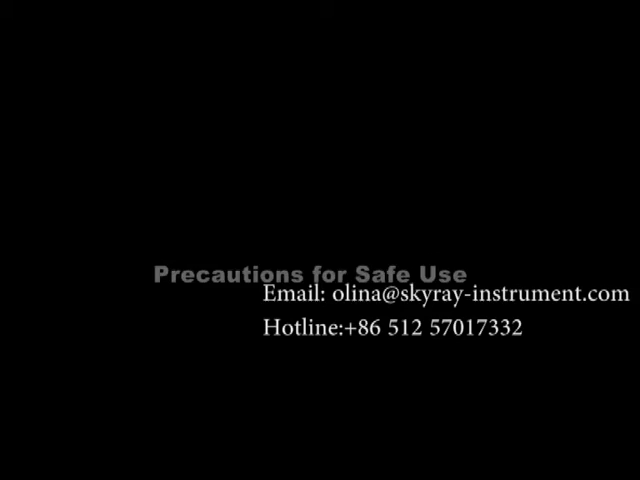 Precautions for Safe Use
Email: olina@skyray-instrument.com
Hotline:+86 512 57017332